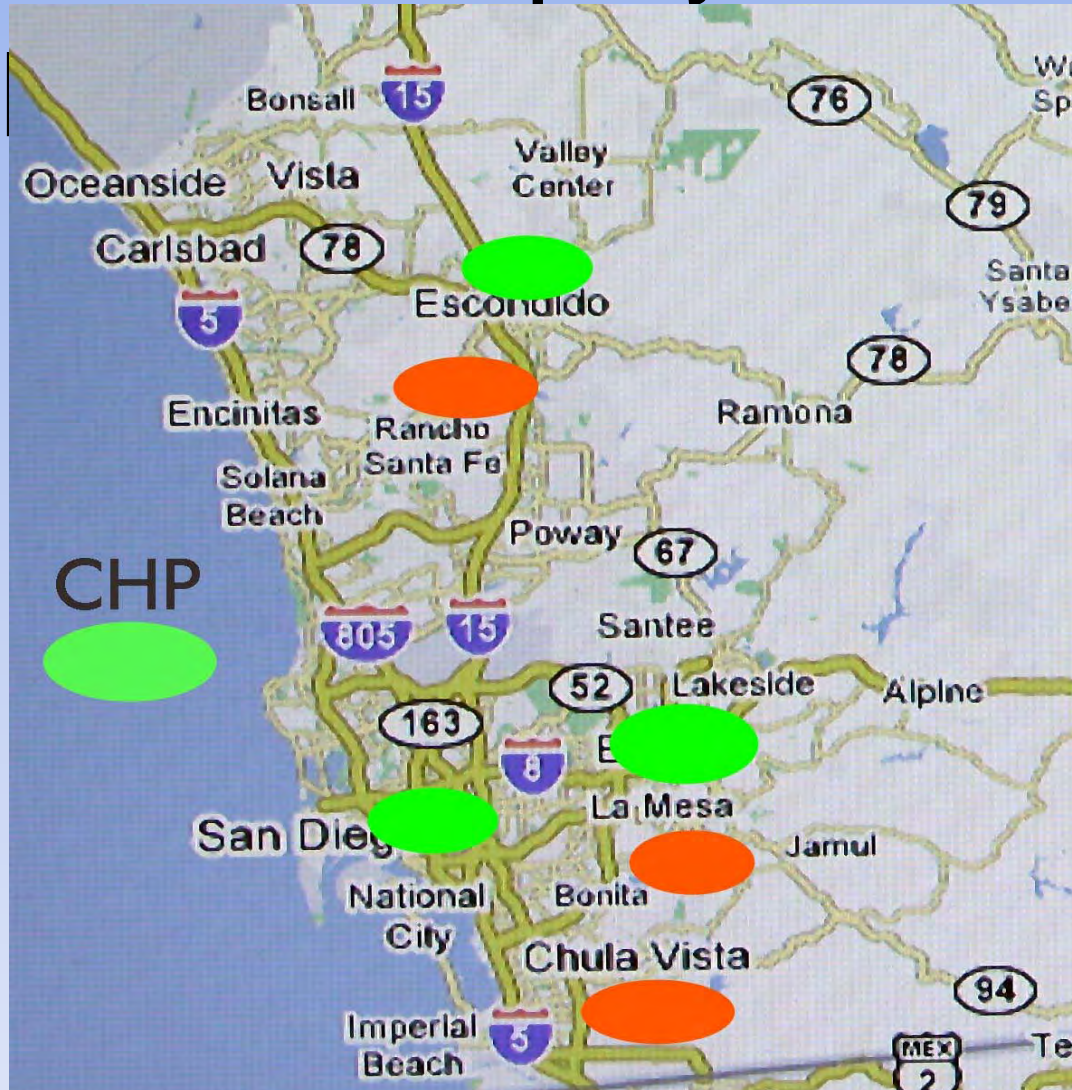 Bonsall
15
76
Valley
Center
Oceanside
Vista
79
Carlsbad
78
Santa
Escondido
5
78
Encinitas
Ramona
Rancho
Santa Fe
Solana
Beach
Poway
67
CHP
805
15
Santee
52
Lakeside
Alpine
163
8
La Mesa
San Dieg
Jamul
National
City
Bonita
Chula Vista
94
Imperial
Beach
5
MEX
2